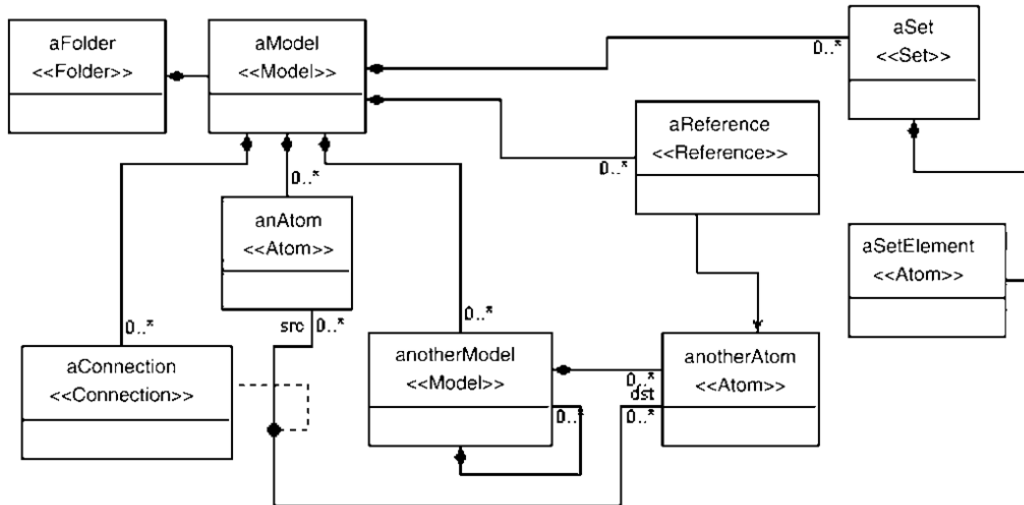 aFolder
<<Folder>>
aModel
<<Model>>
0..*
aSet
<<Set>>
aReference
<<Reference>>
0..*
0..*
anAtom
<<Atom>>
aSetElement
<<Atom>>
0..*
src 0..*
0..*
aConnection
<<Connection>>
anotherModel
<<Model>>
anotherAtom
<<Atom>>
0..*
dst
0..*
0..*